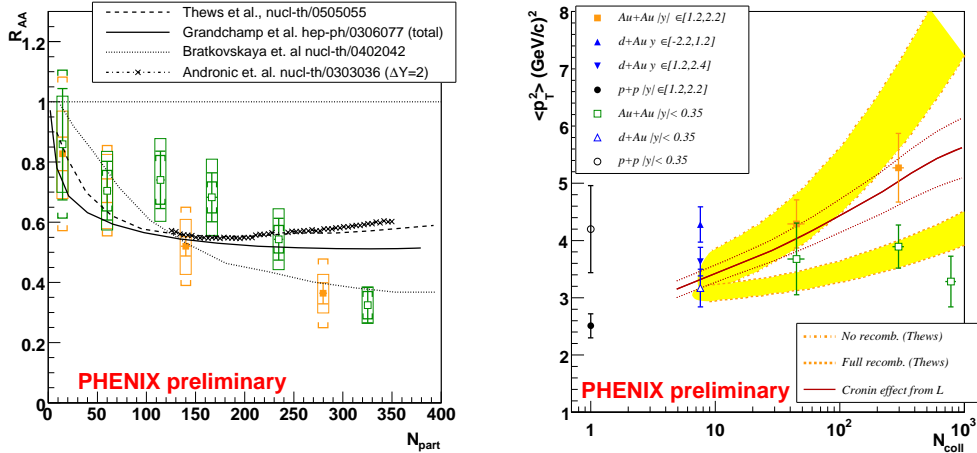 R_AA
1.2
1
0.8
0.6
0.4
0.2
0
Thews et al., nucl-th/0505055
Grandchamp et al. hep-ph/0306077 (total)
Bratkovskaya et. al nucl-th/0402042
Andronic et. al. nucl-th/0303036 (ΔY=2)
PHENIX preliminary
0 50 100 150 200 250 300 350 400
N_part
<p_T^2> (GeV/c)^2
8
7
6
5
4
3
2
1
Au+Au |y| ∈[1.2,2.2]
d+Au y ∈[-2.2,1.2]
d+Au y ∈[1.2,2.4]
p+p |y| ∈[1.2,2.2]
Au+Au |y|< 0.35
d+Au |y|< 0.35
p+p |y|< 0.35
No recomb. (Thews)
Full recomb. (Thews)
Cronin effect from L
PHENIX preliminary
1 10 10^2 10^3
N_coll